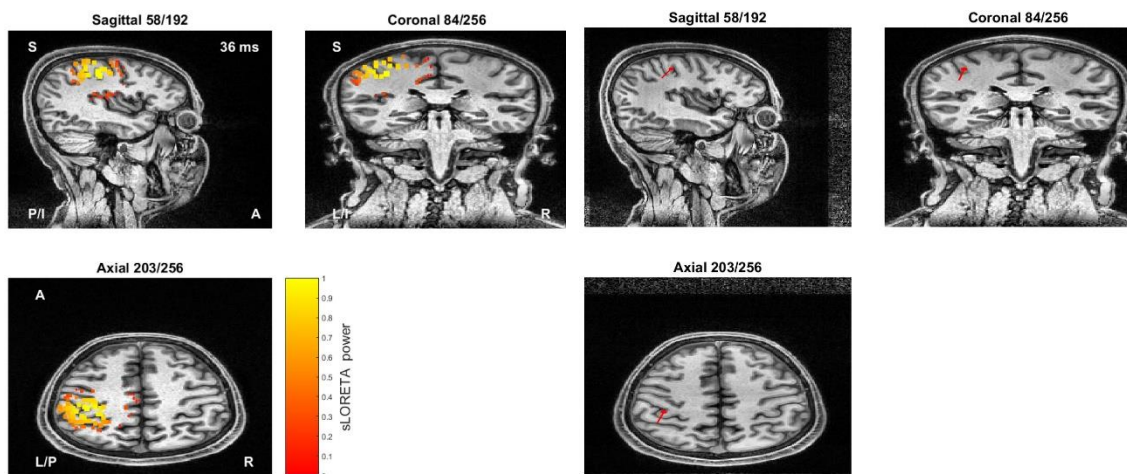 Sagittal 58/192
Coronal 84/256
Sagittal 58/192
Coronal 84/256
S
36 ms
S
P/I
A
L/I
R
Axial 203/256
Axial 203/256
A
1
0.9
0.8
0.7
0.6
0.5
0.4
0.3
0.2
0.1
sLORETA power
L/P
R